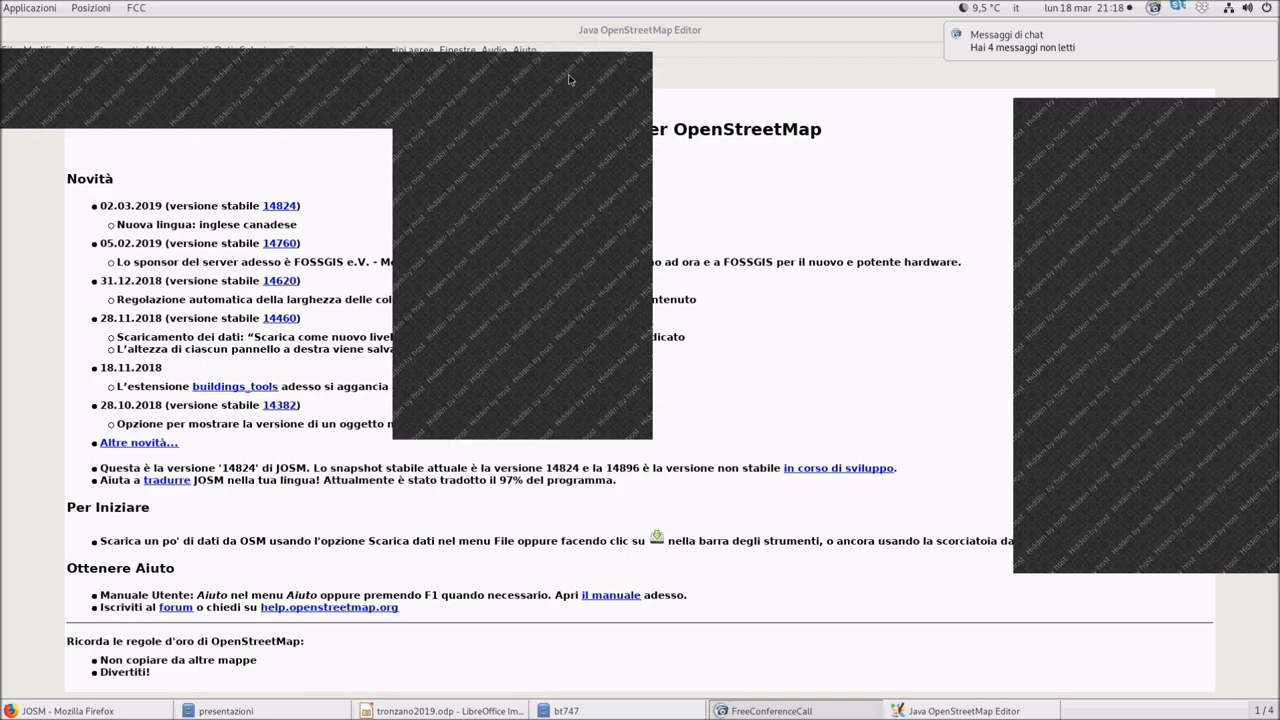 Applicazioni Posizioni FCC 9,5 °C it lun 18 mar 21:18
Java OpenStreetMap Editor
Messaggi di chat
Hai 4 messaggi non letti
Finestre Audio Aiuto
er OpenStreetMap
Novità
02.03.2019 (versione stabile 14824)
Nuova lingua: inglese canadese
05.02.2019 (versione stabile 14760)
Lo sponsor del server adesso è FOSSGIS e.V. - no ad ora e a FOSSGIS per il nuovo e potente hardware.
31.12.2018 (versione stabile 14620)
Regolazione automatica della larghezza delle col ntenuto
28.11.2018 (versione stabile 14460)
Scaricamento dei dati: “Scarica come nuovo livel dicato
L’altezza di ciascun pannello a destra viene salva
18.11.2018
L’estensione buildings_tools adesso si aggancia
28.10.2018 (versione stabile 14382)
Opzione per mostrare la versione di un oggetto n
Altre novità...
Questa è la versione '14824' di JOSM. Lo snapshot stabile attuale è la versione 14824 e la 14896 è la versione non stabile in corso di sviluppo.
Aiuta a tradurre JOSM nella tua lingua! Attualmente è stato tradotto il 97% del programma.
Per Iniziare
Scarica un po' di dati da OSM usando l'opzione Scarica dati nel menu File oppure facendo clic su nella barra degli strumenti, o ancora usando la scorciatoia da
Ottenere Aiuto
Manuale Utente: Aiuto nel menu Aiuto oppure premendo F1 quando necessario. Apri il manuale adesso.
Iscriviti al forum o chiedi su help.openstreetmap.org
Ricorda le regole d'oro di OpenStreetMap:
Non copiare da altre mappe
Divertiti!
Hidden by host
JOSM - Mozilla Firefox presentazioni tronzano2019.odp - LibreOffice Im... bt747 FreeConferenceCall Java OpenStreetMap Editor 1 / 4